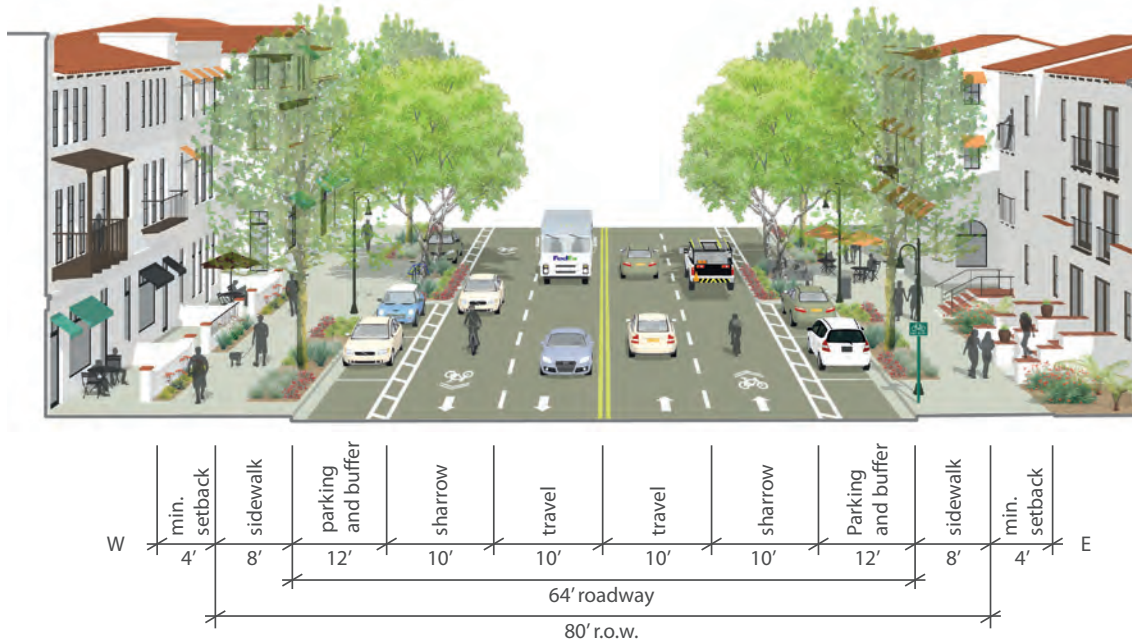 FedEx
min.
setback
sidewalk
parking
and buffer
sharrow
travel
travel
sharrow
Parking
and buffer
sidewalk
min.
setback
W
4’
8’
12’
10’
10’
10’
10’
12’
8’
4’
E
64’ roadway
80’ r.o.w.